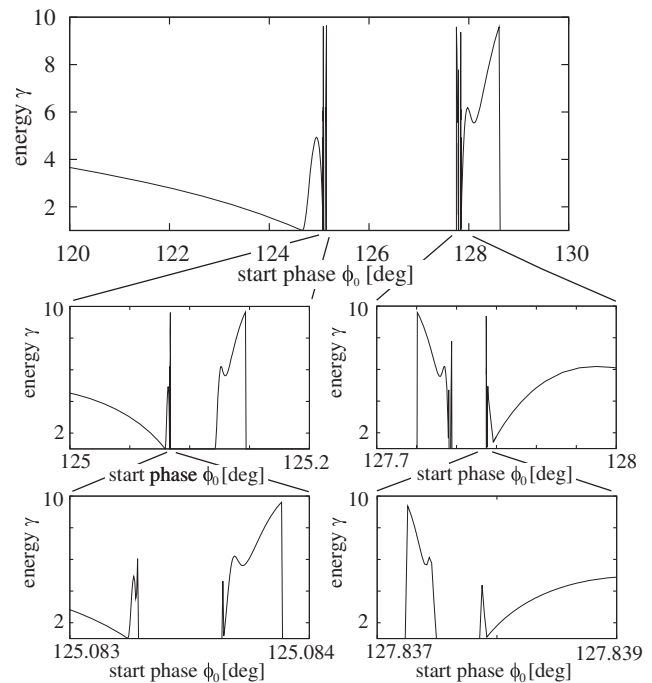 10
8
6
4
2
energy γ
120 122 124 126 128 130
start phase ϕ₀ [deg]
10
2
energy γ
125 125.2
start phase ϕ₀ [deg]
10
2
energy γ
127.7 128
start phase ϕ₀ [deg]
10
2
energy γ
125.083 125.084
start phase ϕ₀ [deg]
10
2
energy γ
127.837 127.839
start phase ϕ₀ [deg]